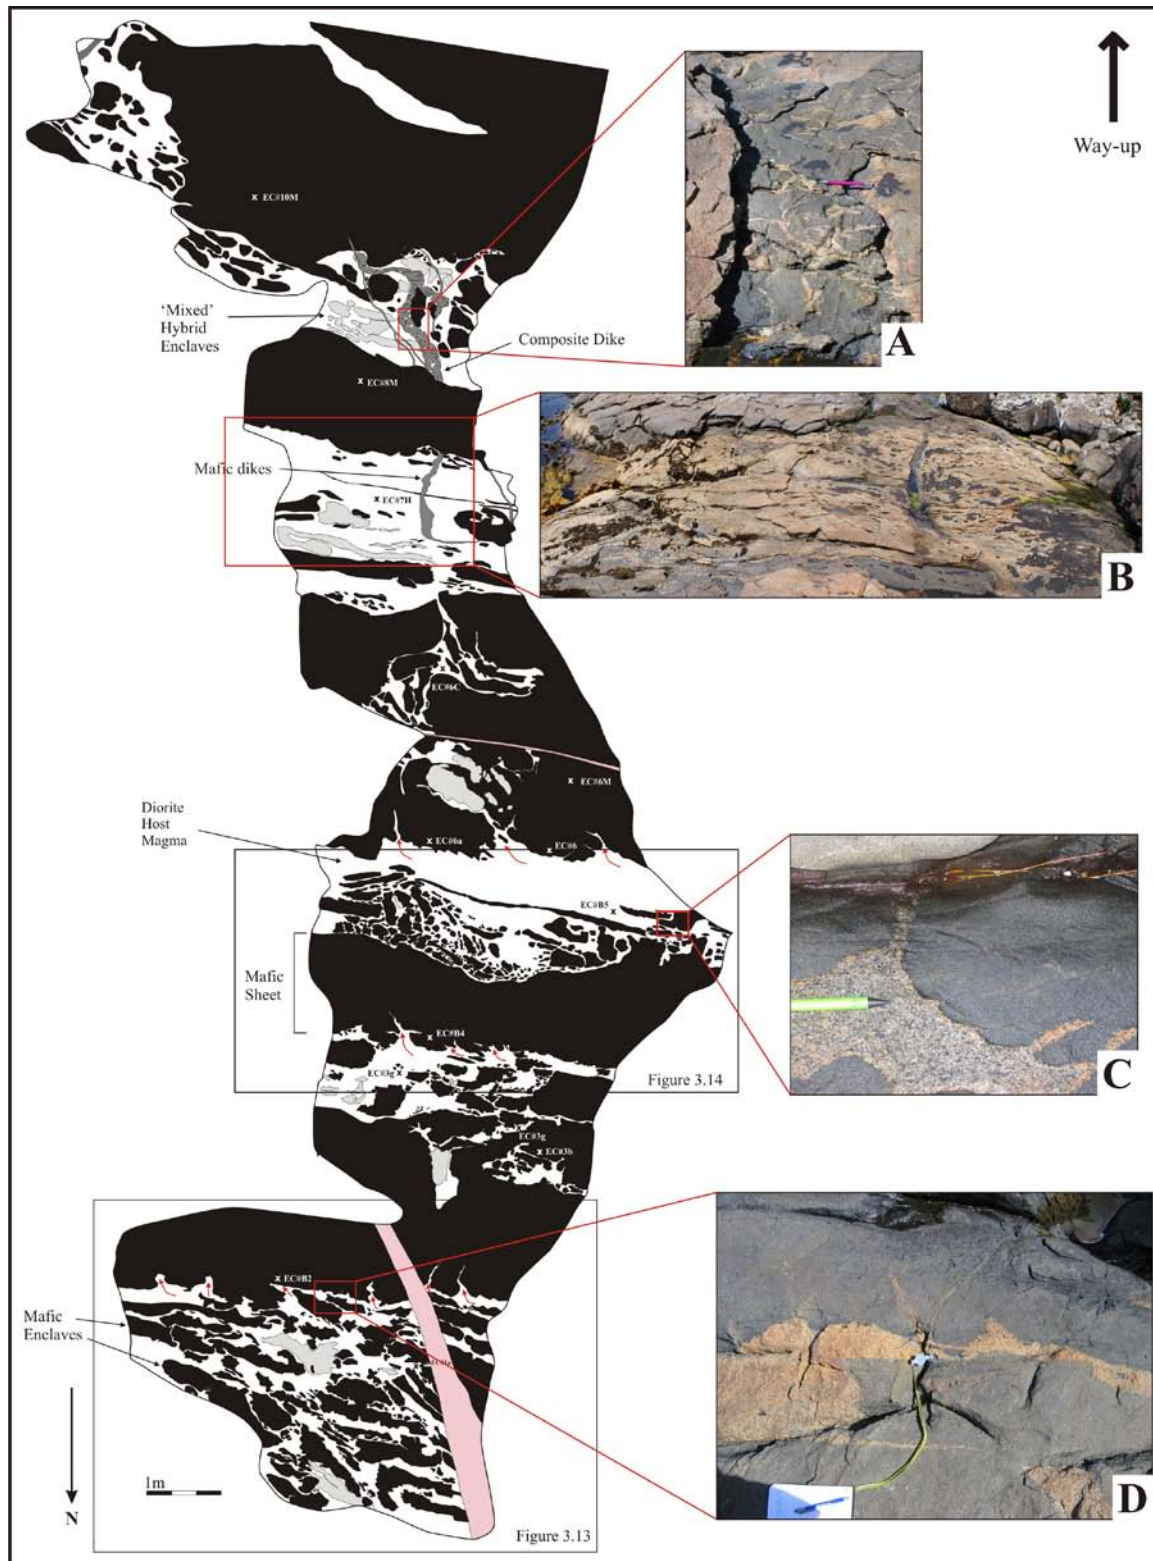 Way-up
A
x EC#10M
'Mixed'
Hybrid
Enclaves
Composite Dike
x EC#8M
Mafic dikes
x
EC#7H
B
EC#6C
x EC#6M
Diorite
Host
Magma
x EC#6a
x EC#6
EC#B5
x
Mafic
Sheet
x EC#B4
EC#3g x
Figure 3.14
C
EC#3g
x EC#3b
x EC#B2
Mafic
Enclaves
1m
N
Figure 3.13
D